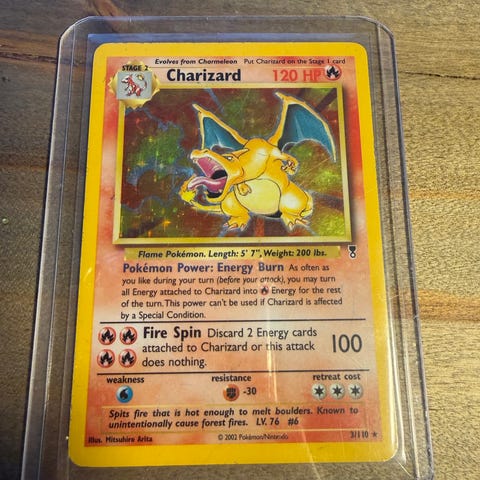 Evolves from Charmeleon Put Charizard on the Stage 1 card
STAGE 2
Charizard 120 HP
Flame Pokémon. Length: 5' 7", Weight: 200 lbs.
Pokémon Power: Energy Burn As often as
you like during your turn (before your attack), you may turn
all Energy attached to Charizard into Energy for the rest
of the turn. This power can't be used if Charizard is affected
by a Special Condition.
Fire Spin Discard 2 Energy cards
attached to Charizard or this attack
does nothing.
100
weakness resistance retreat cost
-30
Spits fire that is hot enough to melt boulders. Known to
unintentionally cause forest fires. LV. 76 #6
Illus. Mitsuhiro Arita © 2002 Pokémon/Nintendo 3/110 ★